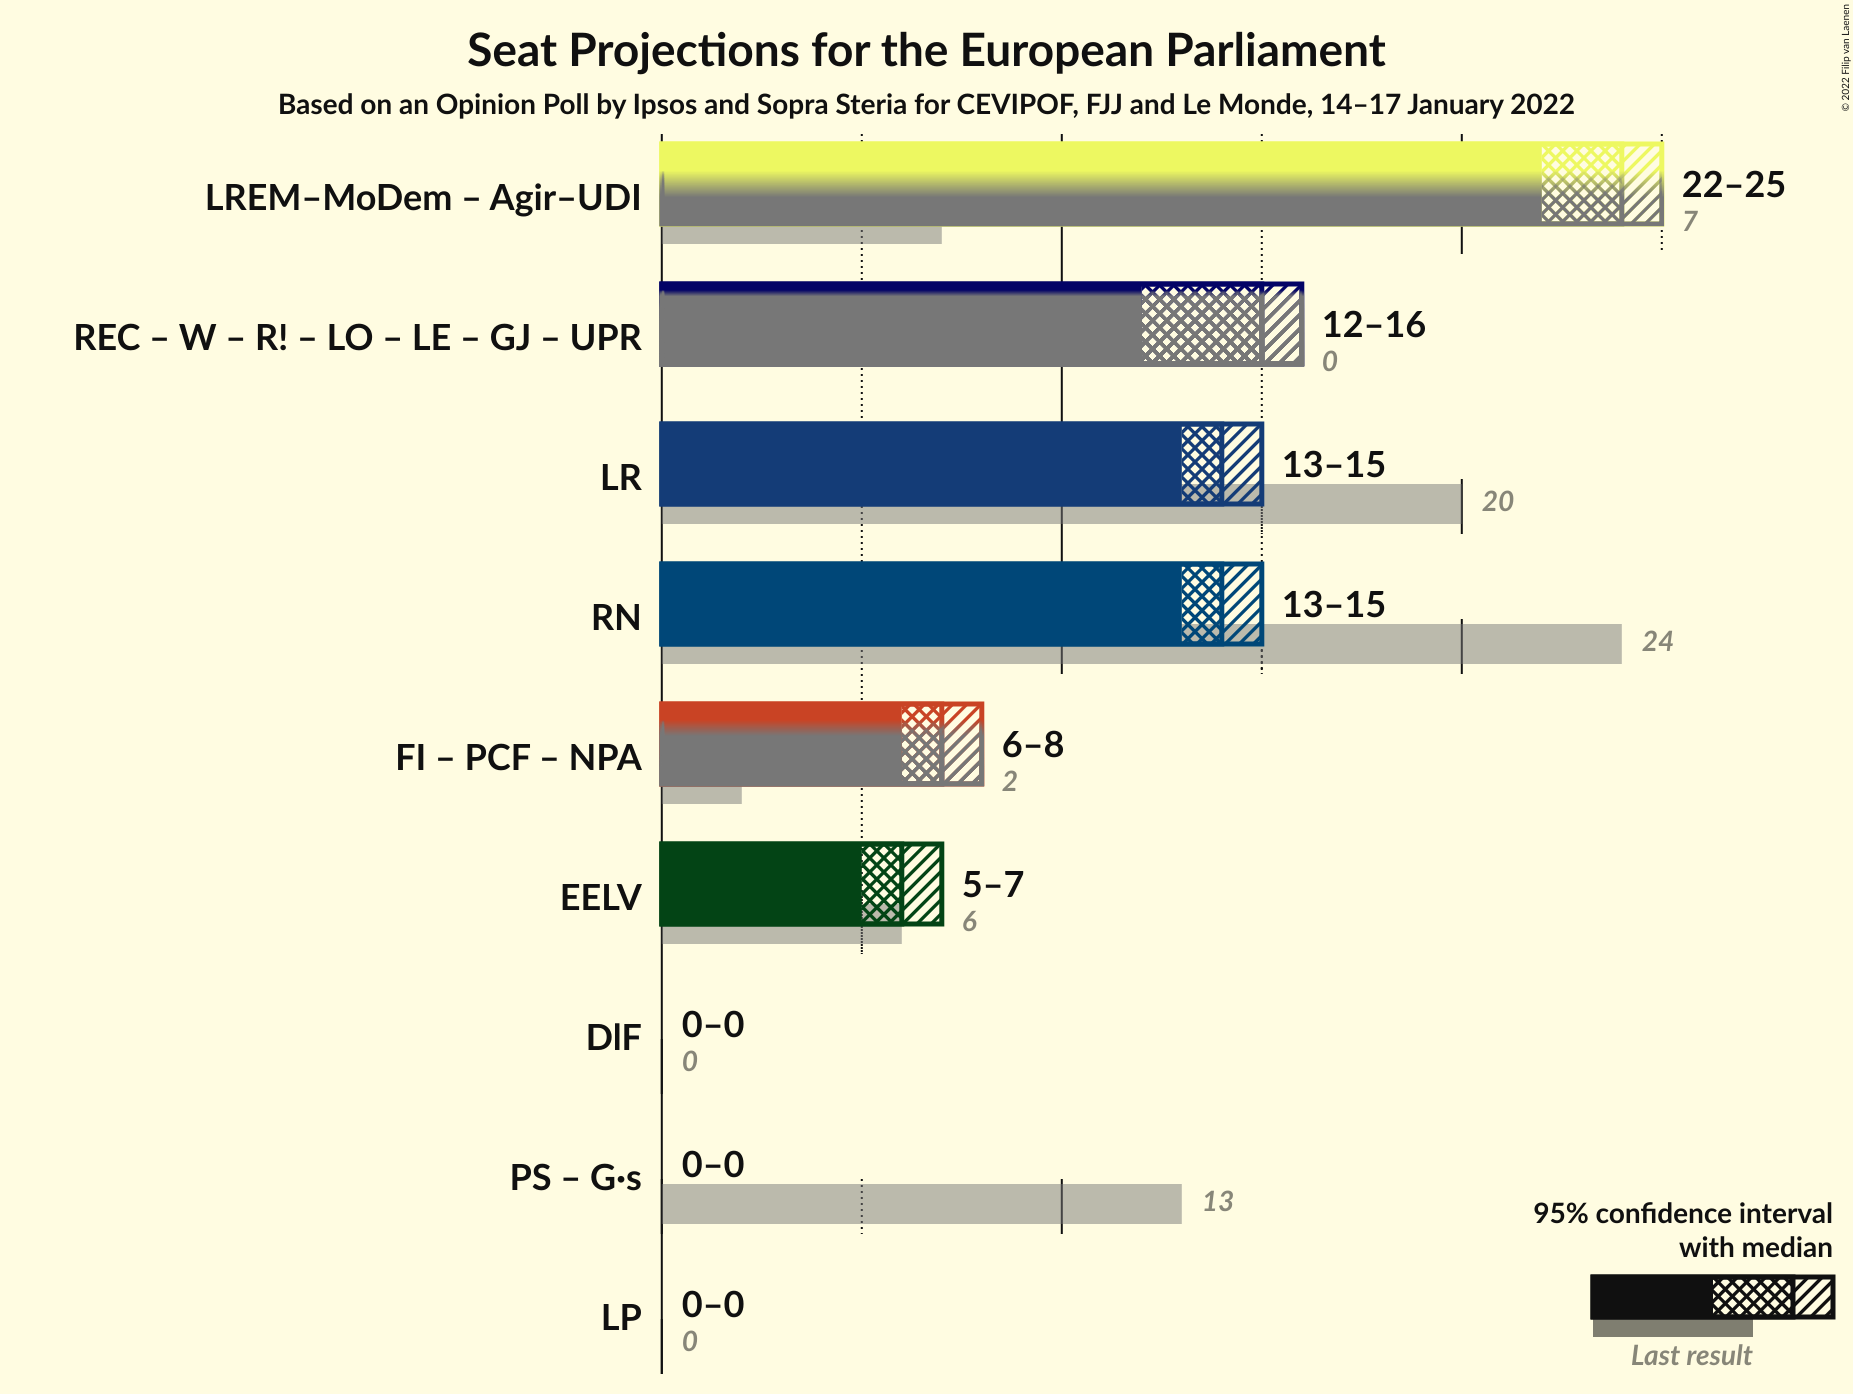 Seat Projections for the European Parliament
Based on an Opinion Poll by Ipsos and Sopra Steria for CEVIPOF, FJJ and Le Monde, 14–17 January 2022
© 2022 Filip van Laenen
LREM–MoDem – Agir–UDI
22–25
7
REC – W – R! – LO – LE – GJ – UPR
12–16
0
LR
13–15
20
RN
13–15
24
FI – PCF – NPA
6–8
2
EELV
5–7
6
DlF
0–0
0
PS – G·s
0–0
13
LP
0–0
0
95% confidence interval
with median
Last result